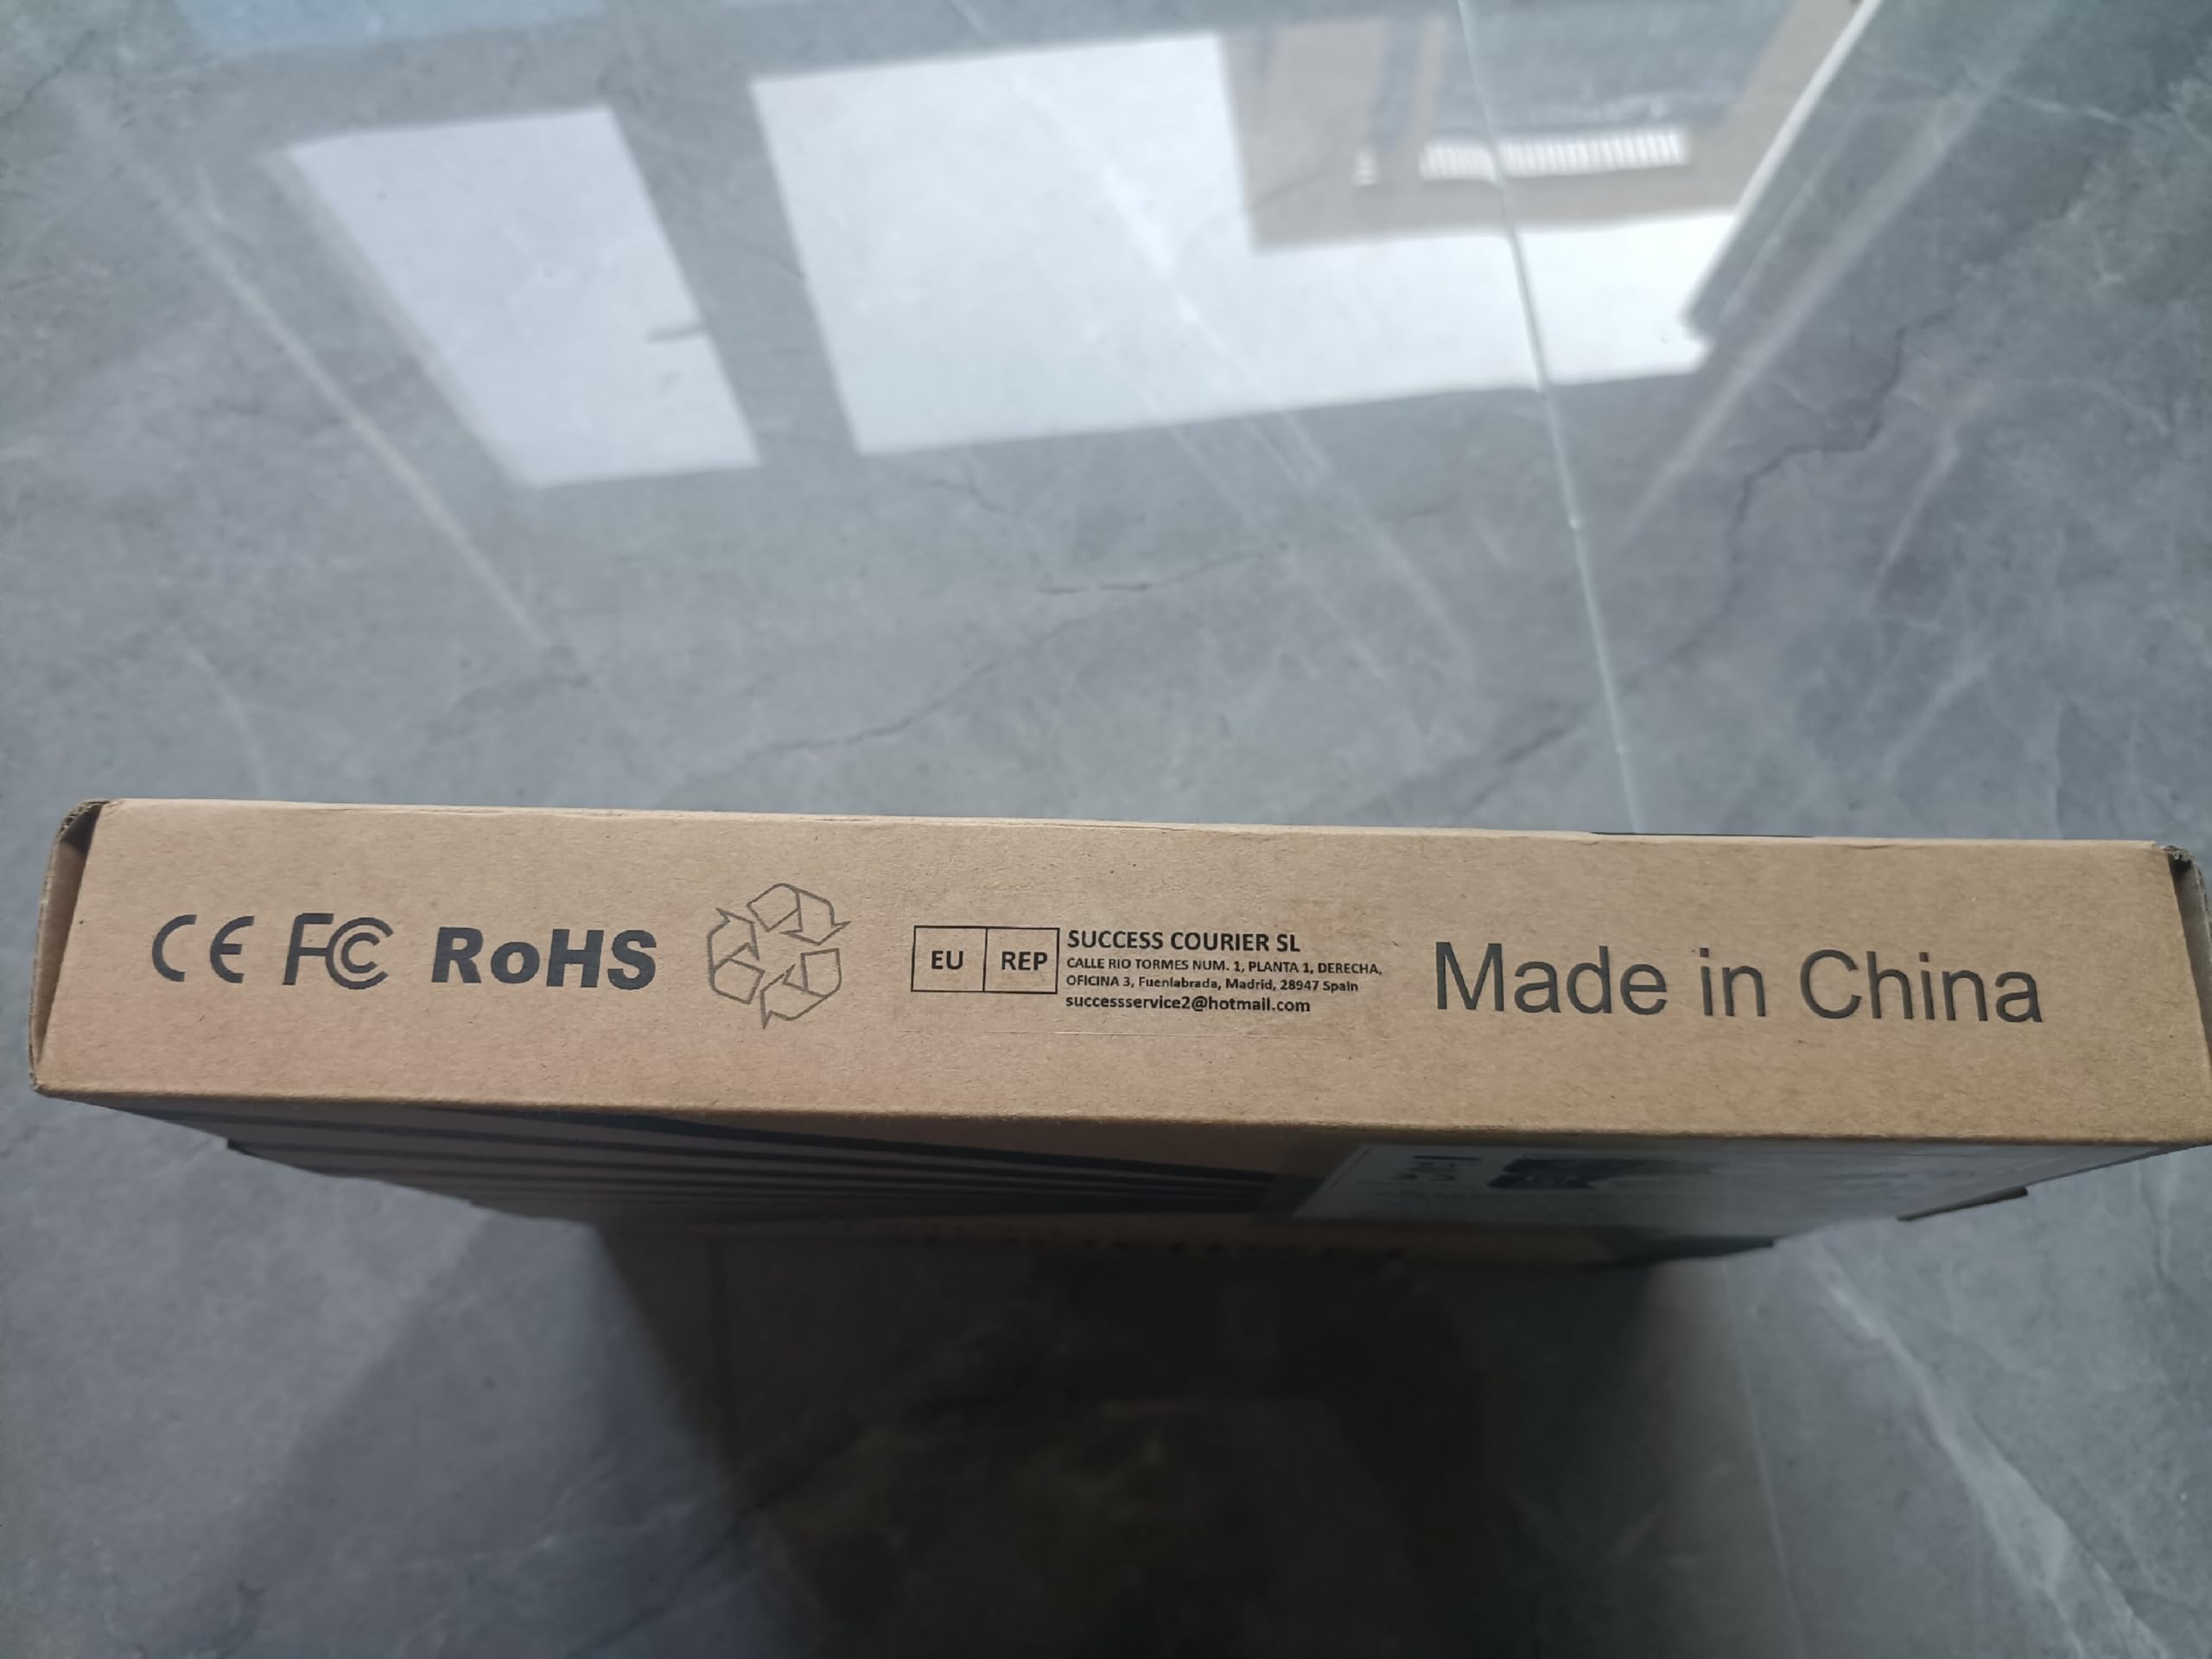 CE FC RoHS
EU REP
SUCCESS COURIER SL
CALLE RIO TORMES NUM. 1, PLANTA 1, DERECHA,
OFICINA 3, Fuenlabrada, Madrid, 28947 Spain
successservice2@hotmail.com
Made in China